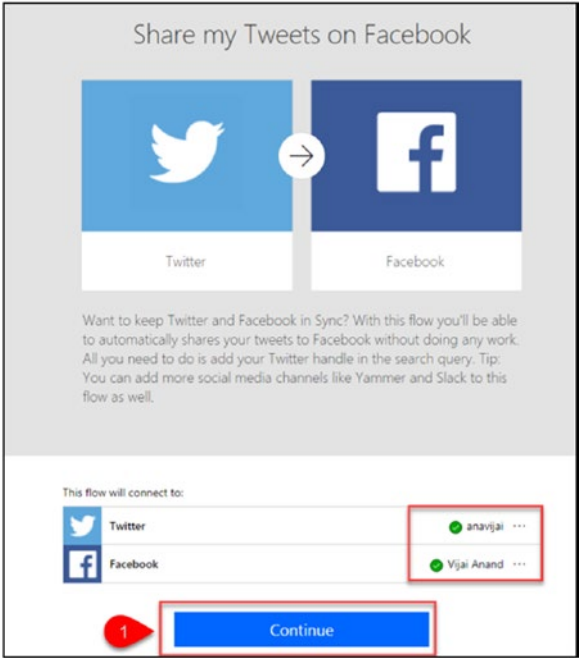 Share my Tweets on Facebook
Twitter
Facebook
Want to keep Twitter and Facebook in Sync? With this flow you'll be able
to automatically shares your tweets to Facebook without doing any work.
All you need to do is add your Twitter handle in the search query. Tip:
You can add more social media channels like Yammer and Slack to this
flow as well.
This flow will connect to:
Twitter anavijai ...
Facebook Vijai Anand ...
1 Continue